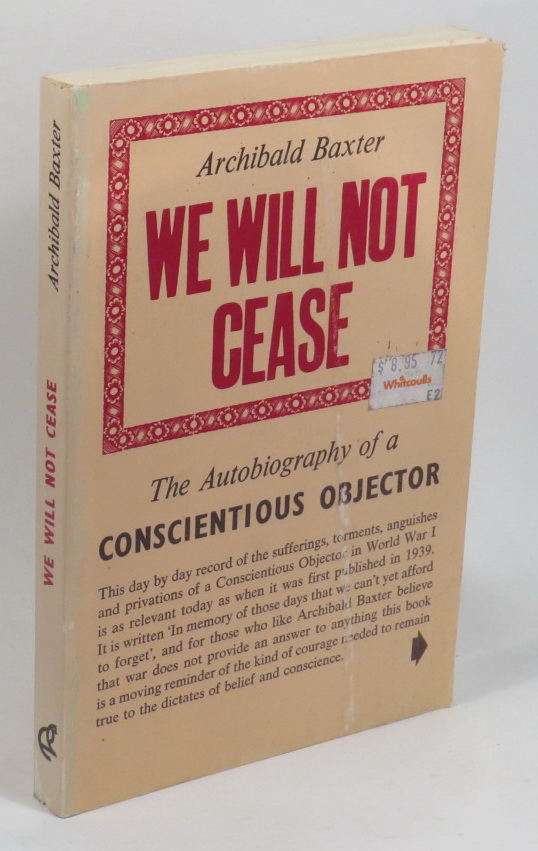 Archibald Baxter
WE WILL NOT
CEASE
$ 8.95 72
Whitcoulls
E2
The Autobiography of a
CONSCIENTIOUS OBJECTOR
This day by day record of the sufferings, torments, anguishes
and privations of a Conscientious Objector in World War I
is as relevant today as when it was first published in 1939.
It is written ‘In memory of those days that we can't yet afford
to forget’, and for those who like Archibald Baxter believe
that war does not provide an answer to anything this book
is a moving reminder of the kind of courage needed to remain
true to the dictates of belief and conscience.
Archibald Baxter
WE WILL NOT CEASE